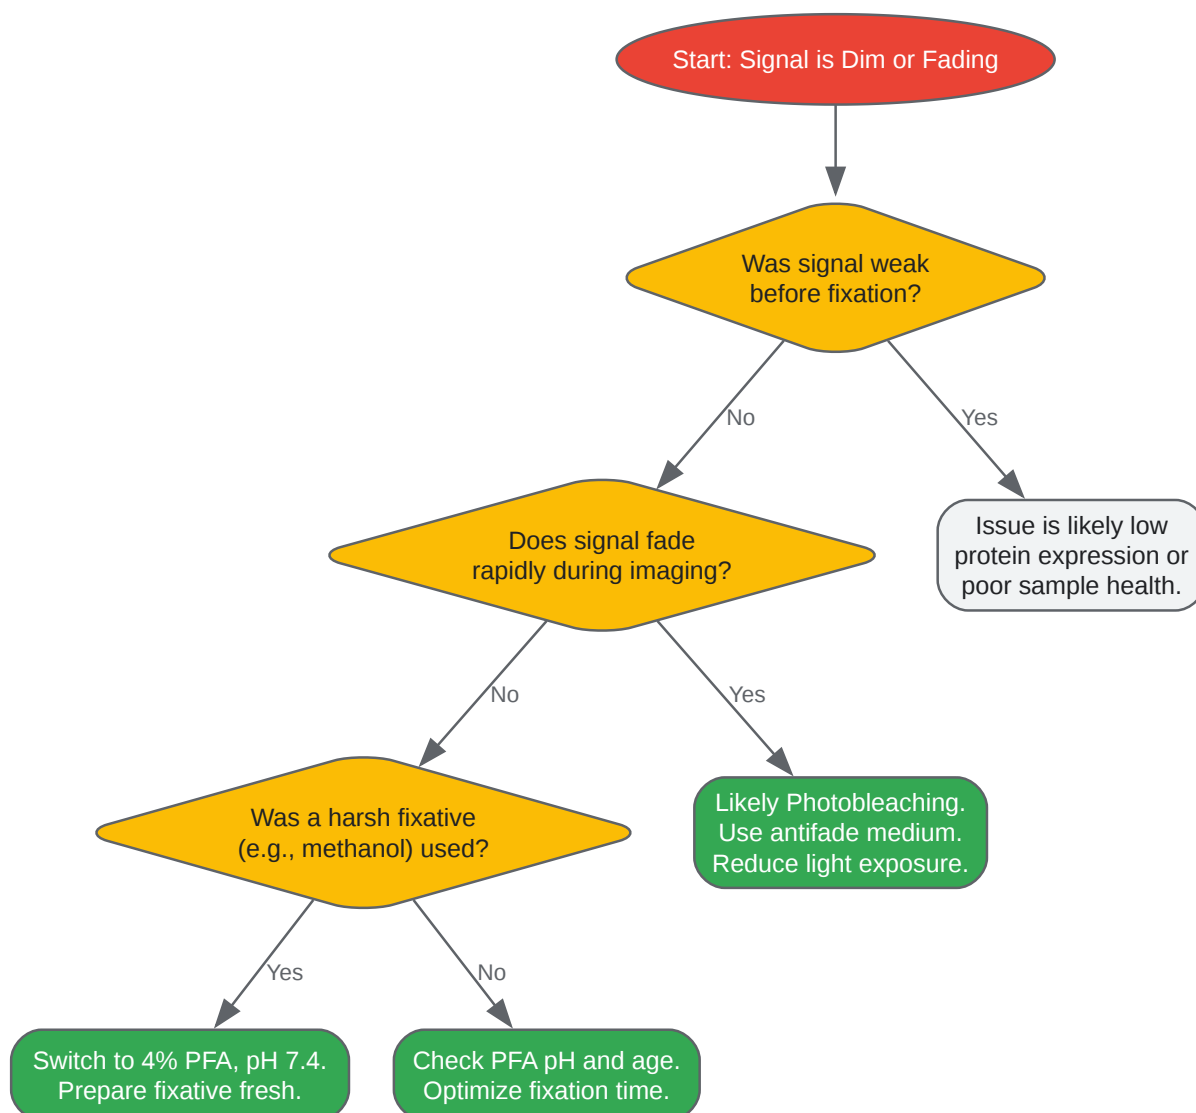 Start: Signal is Dim or Fading
Was signal weak
before fixation?
No
Yes
Does signal fade
rapidly during imaging?
Issue is likely low
protein expression or
poor sample health.
No
Yes
Was a harsh fixative
(e.g., methanol) used?
Likely Photobleaching.
Use antifade medium.
Reduce light exposure.
Yes
No
Switch to 4% PFA, pH 7.4.
Prepare fixative fresh.
Check PFA pH and age.
Optimize fixation time.